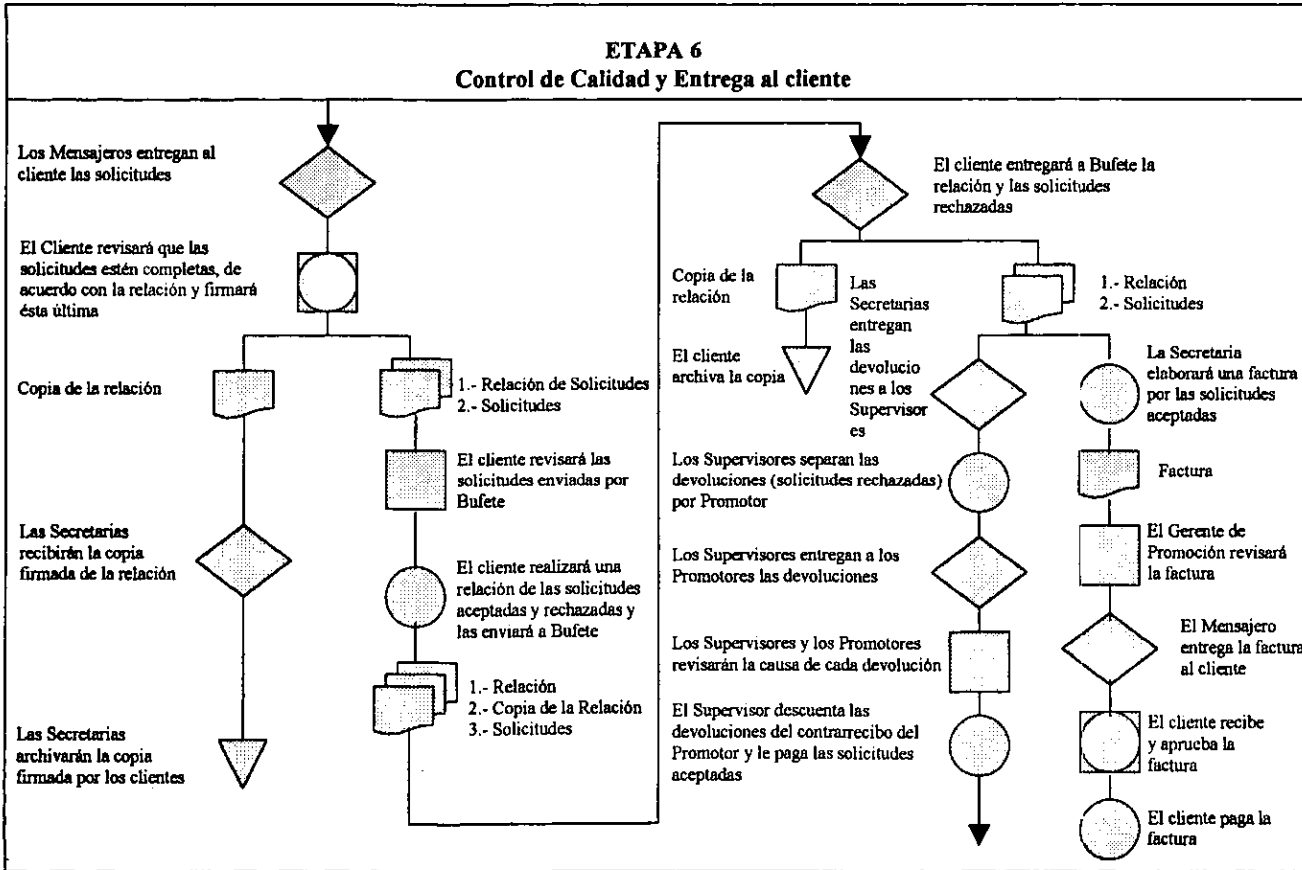 ETAPA 6
Control de Calidad y Entrega al cliente
Los Mensajeros entregan al
cliente las solicitudes
El Cliente revisará que las
solicitudes estén completas, de
acuerdo con la relación y firmará
ésta última
Copia de la relación
1.- Relación de Solicitudes
2.- Solicitudes
El cliente revisará las
solicitudes enviadas por
Bufete
Las Secretarias
recibirán la copia
firmada de la relación
El cliente realizará una
relación de las solicitudes
aceptadas y rechazadas y
las enviará a Bufete
1.- Relación
2.- Copia de la Relación
3.- Solicitudes
Las Secretarias
archivarán la copia
firmada por los clientes
El cliente entregará a Bufete la
relación y las solicitudes
rechazadas
Copia de la
relación
El cliente
archiva la copia
Las
Secretarias
entregan
las
devolucio
nes a los
Supervisor
es
1.- Relación
2.- Solicitudes
La Secretaria
elaborará una factura
por las solicitudes
aceptadas
Los Supervisores separan las
devoluciones (solicitudes rechazadas)
por Promotor
Factura
Los Supervisores entregan a los
Promotores las devoluciones
El Gerente de
Promoción revisará
la factura
Los Supervisores y los Promotores
revisarán la causa de cada devolución
El Mensajero
entrega la factura
al cliente
El Supervisor descuenta las
devoluciones del contrarrecibo del
Promotor y le paga las solicitudes
aceptadas
El cliente recibe
y aprueba la
factura
El cliente paga la
factura